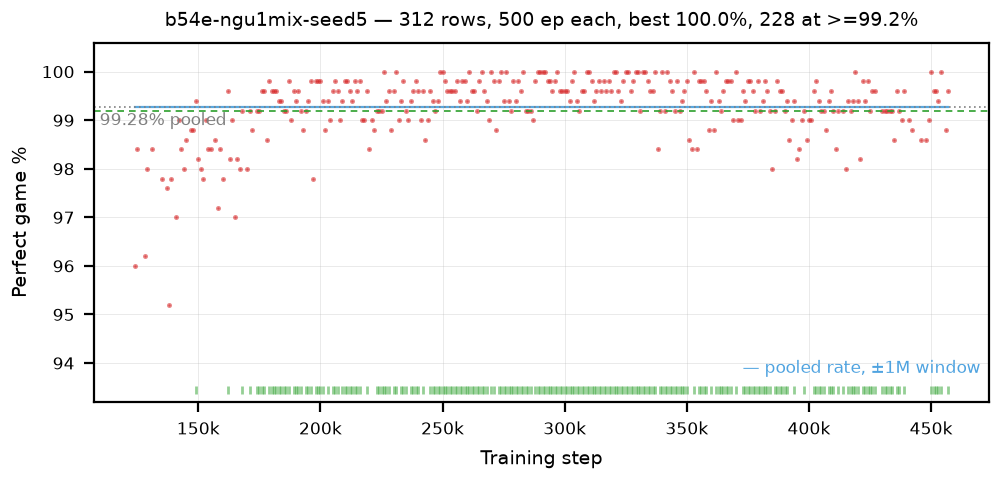 b54e-ngu1mix-seed5 — 312 rows, 500 ep each, best 100.0%, 228 at >=99.2%
Perfect game %
100
99
98
97
96
95
94
99.28% pooled
— pooled rate, ±1M window
150k
200k
250k
300k
350k
400k
450k
Training step